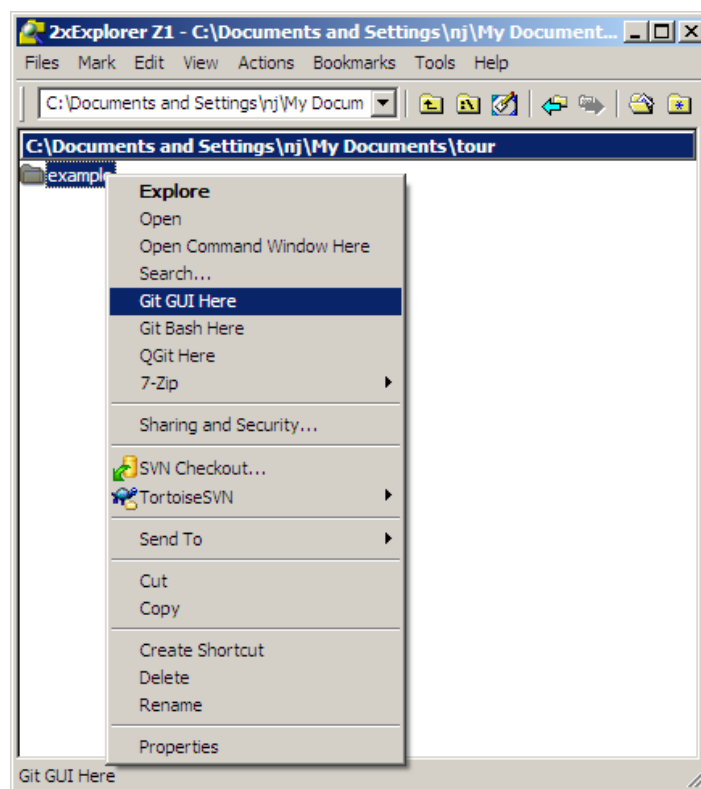 2xExplorer Z1 - C:\Documents and Settings\nj\My Document...
Files Mark Edit View Actions Bookmarks Tools Help
C:\Documents and Settings\nj\My Docum
C:\Documents and Settings\nj\My Documents\tour
example
Explore
Open
Open Command Window Here
Search...
Git GUI Here
Git Bash Here
QGit Here
7-Zip
Sharing and Security...
SVN Checkout...
TortoiseSVN
Send To
Cut
Copy
Create Shortcut
Delete
Rename
Properties
Git GUI Here